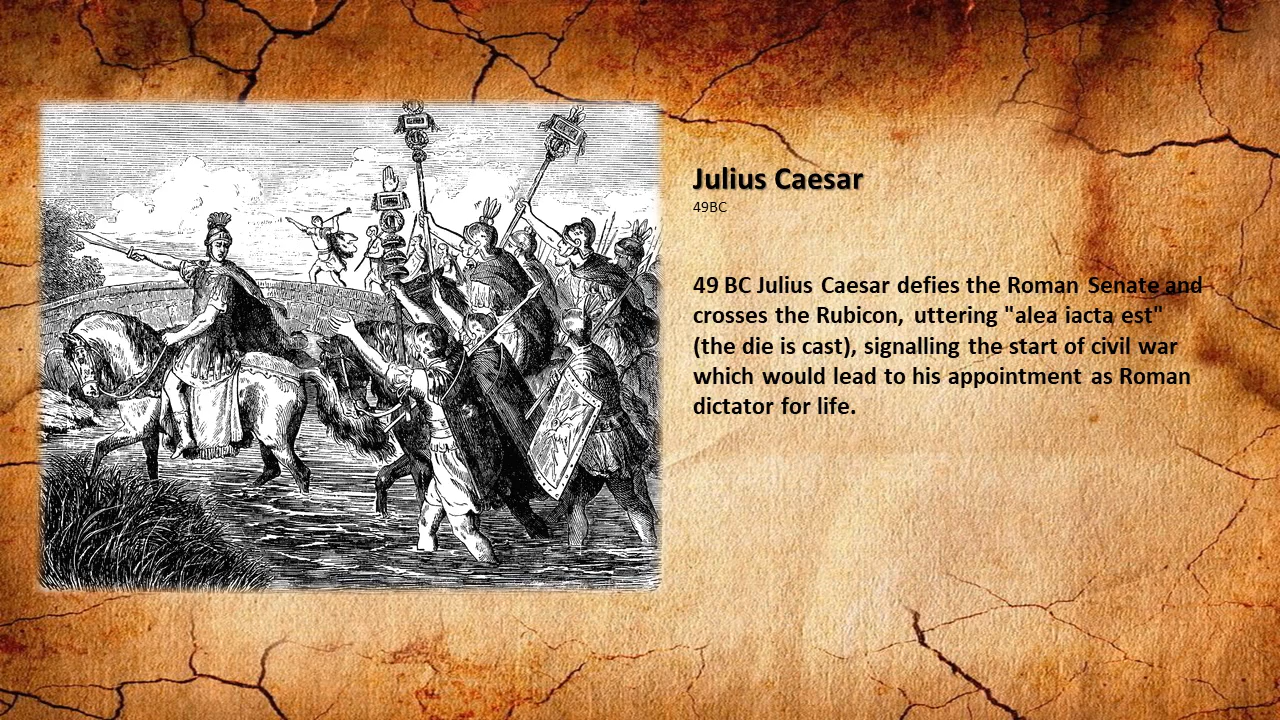 Julius Caesar
49BC
49 BC Julius Caesar defies the Roman Senate and
crosses the Rubicon, uttering "alea iacta est"
(the die is cast), signalling the start of civil war
which would lead to his appointment as Roman
dictator for life.